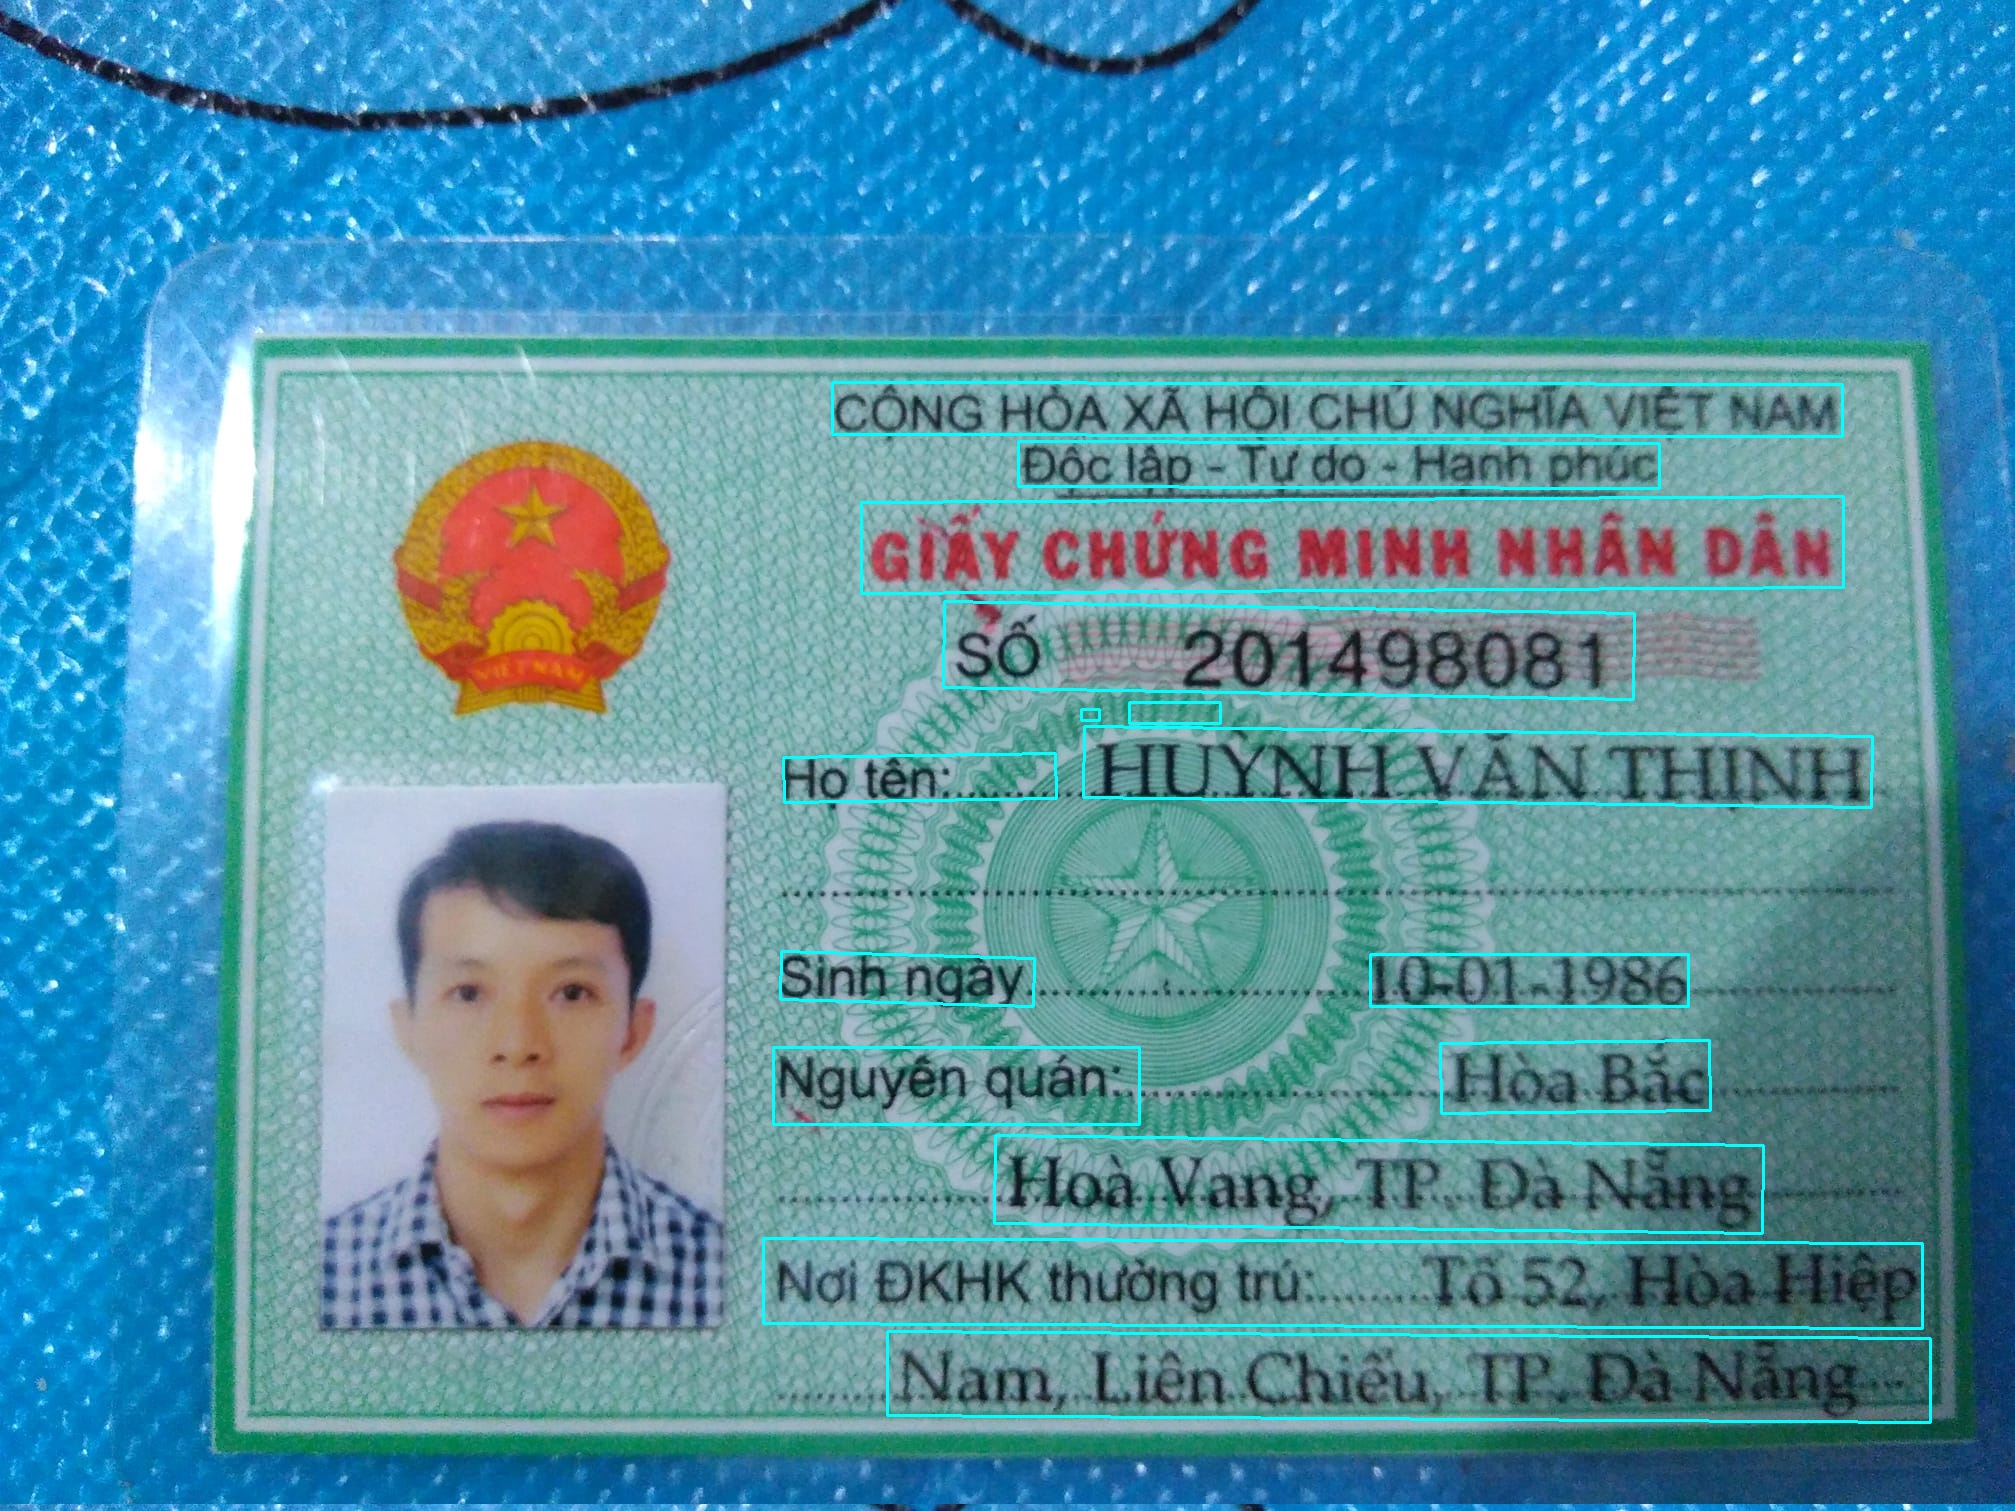 CỘNG HÒA XÃ HỘI CHỦ NGHĨA VIỆT NAM
Độc lập - Tự do - Hạnh phúc
GIẤY CHỨNG MINH NHÂN DÂN
SỐ 201498081
VIỆT NAM
Họ tên: HUỲNH VĂN THỊNH
Sinh ngày 10-01-1986
Nguyên quán: Hòa Bắc
Hoà Vang, TP. Đà Nẵng
Nơi ĐKHK thường trú: Tổ 52, Hòa Hiệp
Nam, Liên Chiểu, TP. Đà Nẵng